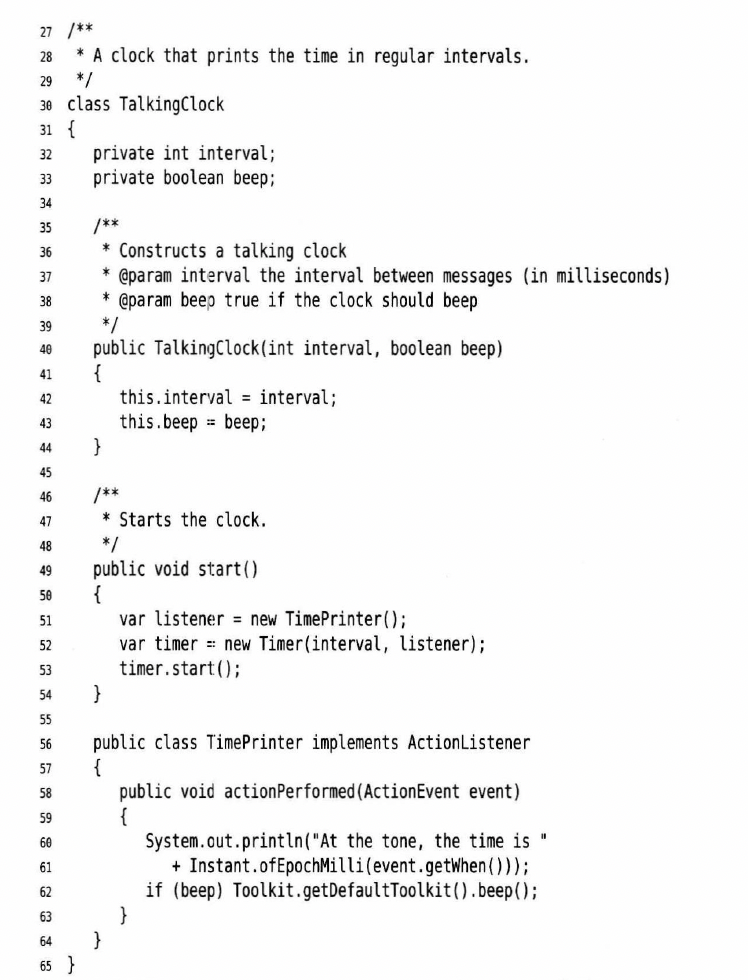 27 /**
28 * A clock that prints the time in regular intervals.
29 */
30 class TalkingClock
31 {
32 private int interval;
33 private boolean beep;
34
35 /**
36 * Constructs a talking clock
37 * @param interval the interval between messages (in milliseconds)
38 * @param beep true if the clock should beep
39 */
40 public TalkingClock(int interval, boolean beep)
41 {
42 this.interval = interval;
43 this.beep = beep;
44 }
45
46 /**
47 * Starts the clock.
48 */
49 public void start()
50 {
51 var listener = new TimePrinter();
52 var timer = new Timer(interval, listener);
53 timer.start();
54 }
55
56 public class TimePrinter implements ActionListener
57 {
58 public void actionPerformed(ActionEvent event)
59 {
60 System.out.println("At the tone, the time is "
61 + Instant.ofEpochMilli(event.getWhen()));
62 if (beep) Toolkit.getDefaultToolkit().beep();
63 }
64 }
65 }